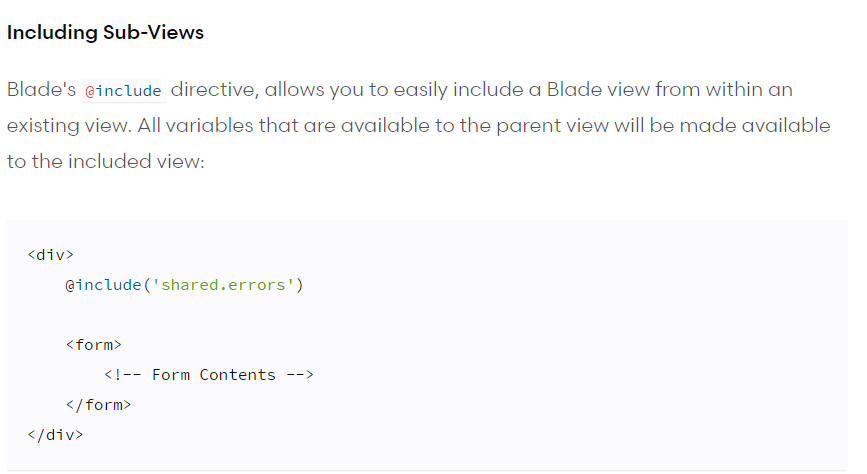 Including Sub-Views
Blade's @include directive, allows you to easily include a Blade view from within an
existing view. All variables that are available to the parent view will be made available
to the included view:
<div>
    @include('shared.errors')
    <form>
        <!-- Form Contents -->
    </form>
</div>